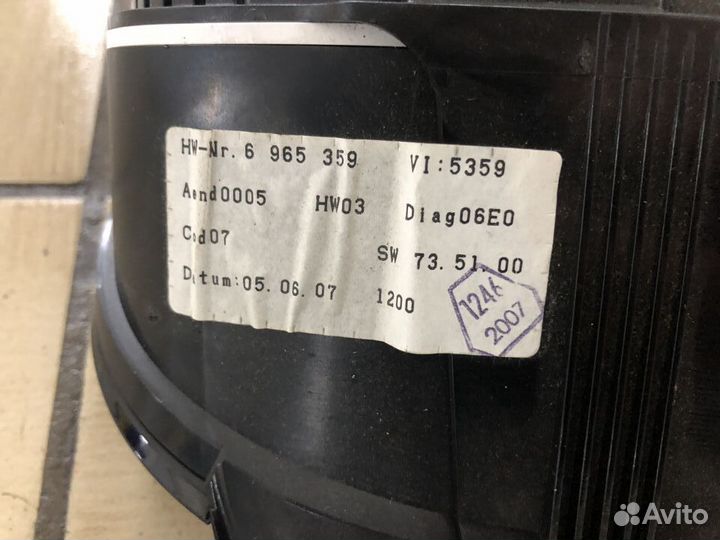 HW-Nr. 6 965 359 VI:5359
Aend0005 HW03 Diag06E0
Cod07 SW 73.51.00
Datum:05.06.07 1200
124A
2007
Avito